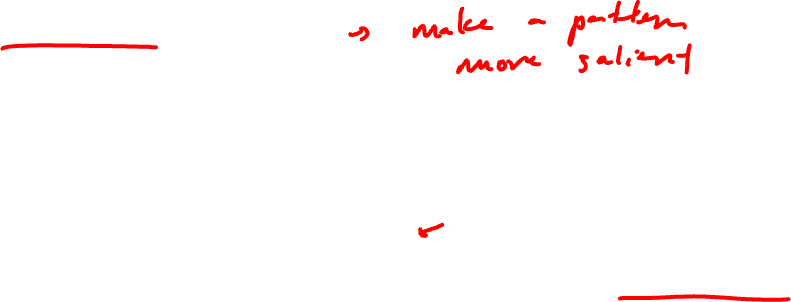 → make a pattern
more salient